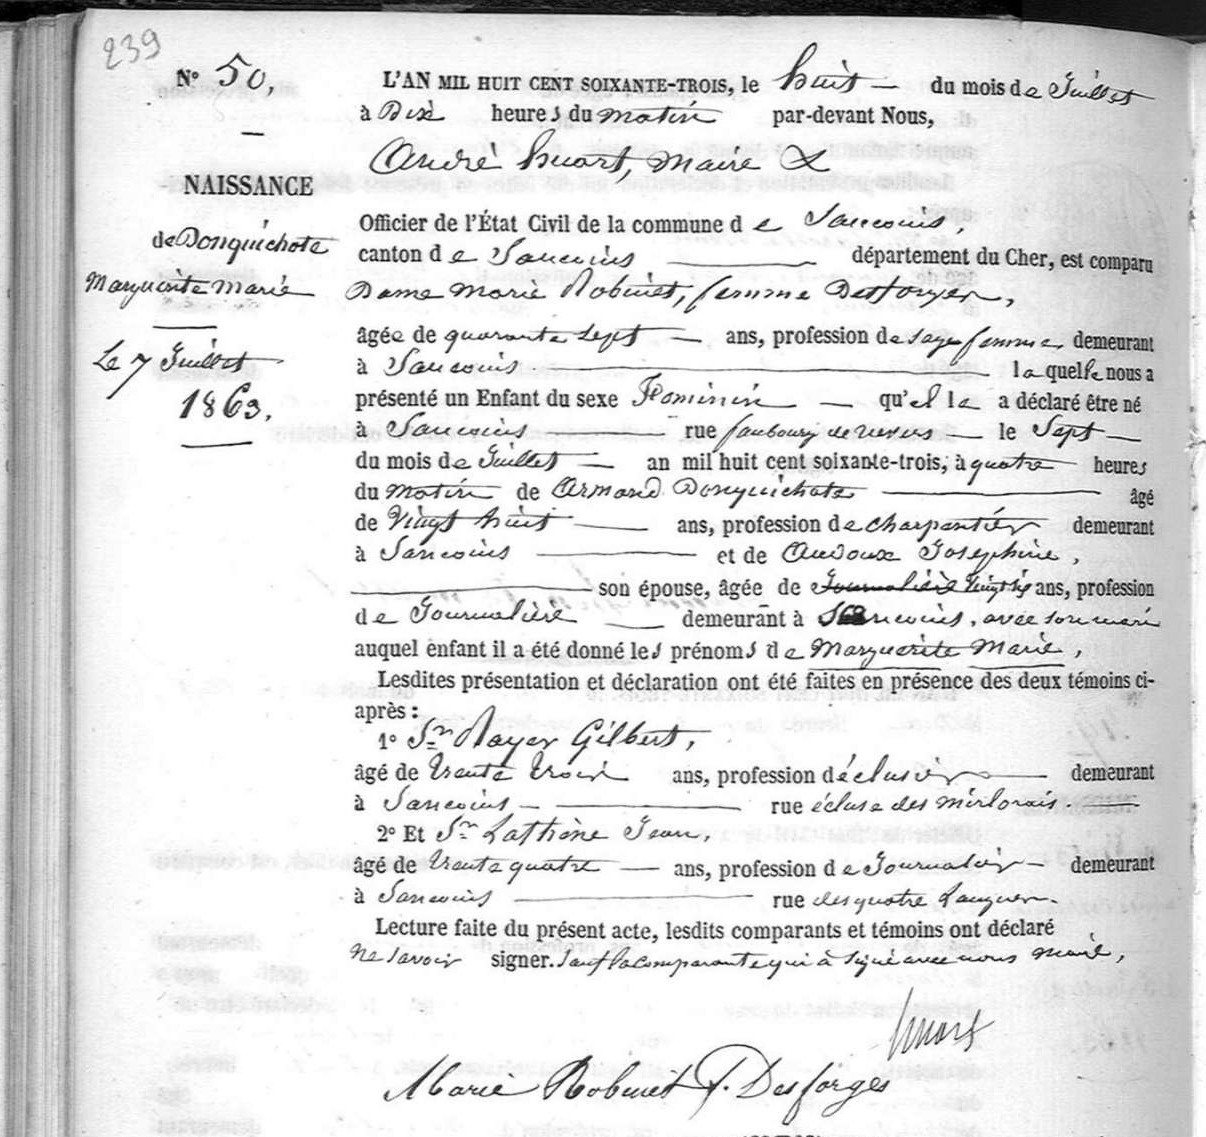 239
N° 50,
L'AN MIL HUIT CENT SOIXANTE-TROIS, le huit du mois de Juillet
à Dix heures du matin par-devant Nous,
André huart, Maire &
NAISSANCE
de Donquichote
Marguerite Marie
Le 7 Juillet
1863.
Officier de l'État Civil de la commune de Sancoins,
canton de Sancoins département du Cher, est comparu
Dame Marie Robinet, femme Desforges,
âgée de quarante sept ans, profession de sage femme, demeurant
à Sancoins laquelle nous a
présenté un Enfant du sexe Féminin qu'elle a déclaré être né
à Sancoins rue faubourg de nevers le Sept
du mois de Juillet an mil huit cent soixante-trois, à quatre heures
du matin de Armand Donquichote âgé
de Vingt huit ans, profession de charpentier demeurant
à Sancoins et de Audoux Joséphine,
son épouse, âgée de Journalière Vingt six ans, profession
de Journalière demeurant à Sancoins, avec son mari
auquel enfant il a été donné les prénoms de Marguerite Marie,
Lesdites présentation et déclaration ont été faites en présence des deux témoins ci-
après :
1° Sr Gilbert,
âgé de trente trois ans, profession d éclusier demeurant
à Sancoins rue écluse des
2° Et Sr Lathène Jean,
âgé de trente quatre ans, profession de Journalier demeurant
à Sancoins rue des quatre
Lecture faite du présent acte, lesdits comparants et témoins ont déclaré
ne savoir signer. Sauf la comparante qui a signé avec nous maire,
huart
Marie Robinet f. Desforges